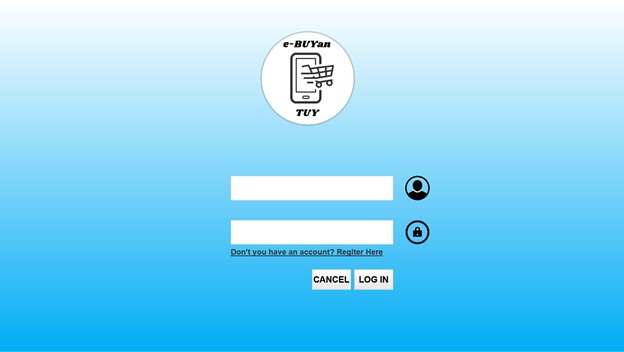 e-BUYan
TUY
Don't you have an account? Regiter Here
CANCEL LOG IN